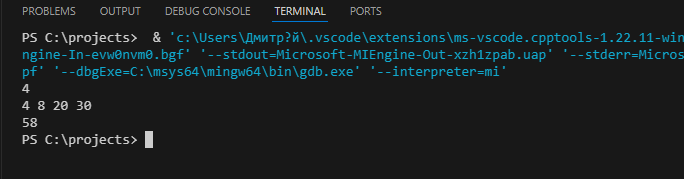 PROBLEMS OUTPUT DEBUG CONSOLE TERMINAL PORTS
PS C:\projects>  & 'c:\Users\Дмитр?й\.vscode\extensions\ms-vscode.cpptools-1.22.11-win
ngine-In-evw0nvm0.bgf' '--stdout=Microsoft-MIEngine-Out-xzh1zpab.uap' '--stderr=Micros
pf' '--dbgExe=C:\msys64\mingw64\bin\gdb.exe' '--interpreter=mi'
4
4 8 20 30
58
PS C:\projects>